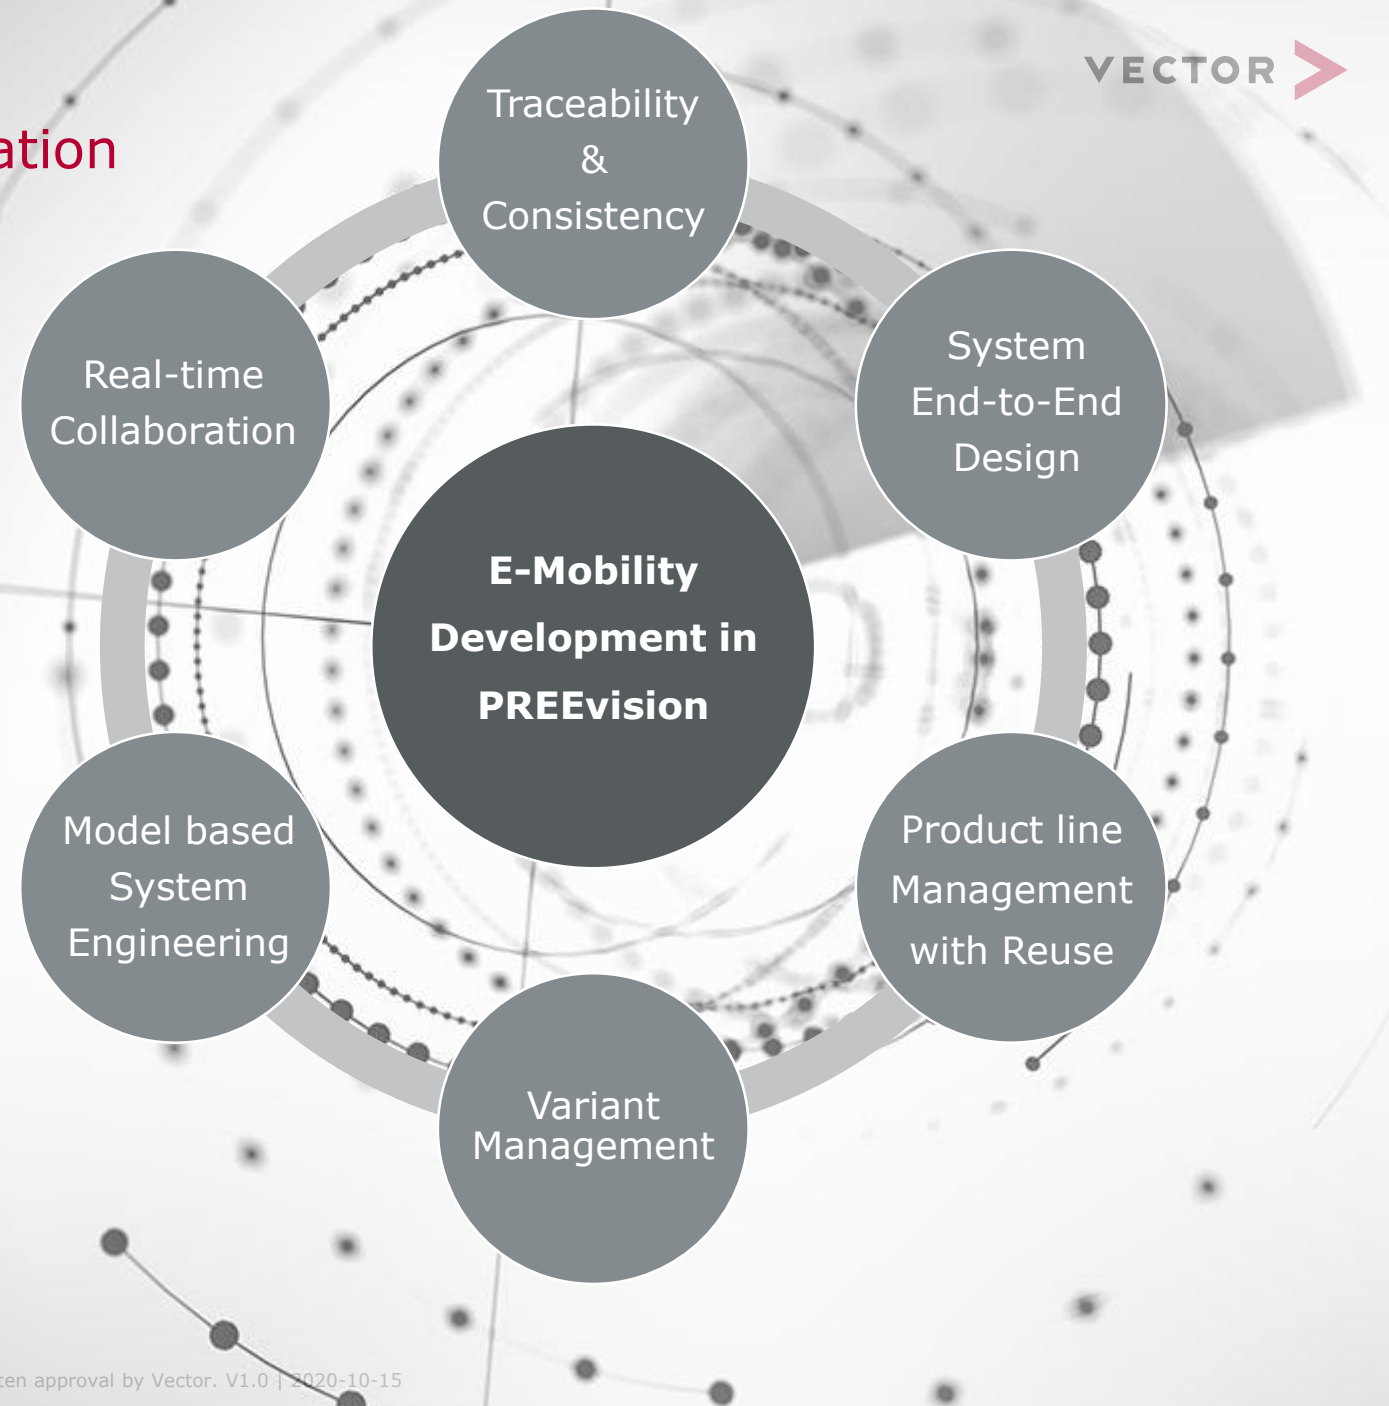 VECTOR
ation
Traceability
&
Consistency
System
End-to-End
Design
Real-time
Collaboration
E-Mobility
Development in
PREEvision
Product line
Management
with Reuse
Model based
System
Engineering
Variant
Management
ten approval by Vector. V1.0 | 2020-10-15